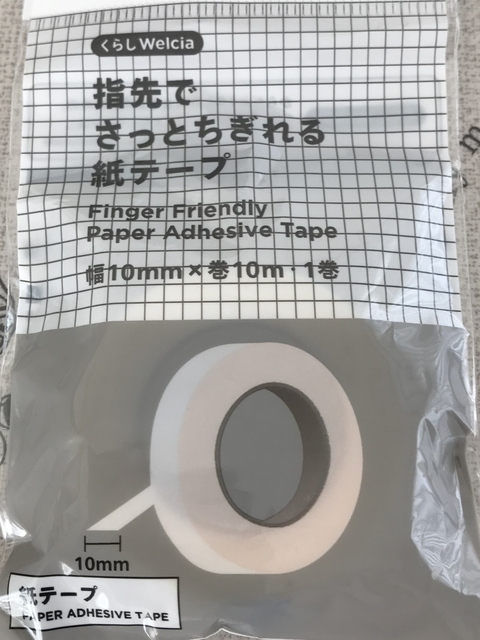 くらしWelcia
指先で
さっとちぎれる
紙テープ
Finger Friendly
Paper Adhesive Tape
幅10mm×巻10m・1巻
10mm
紙テープ
PAPER ADHESIVE TAPE